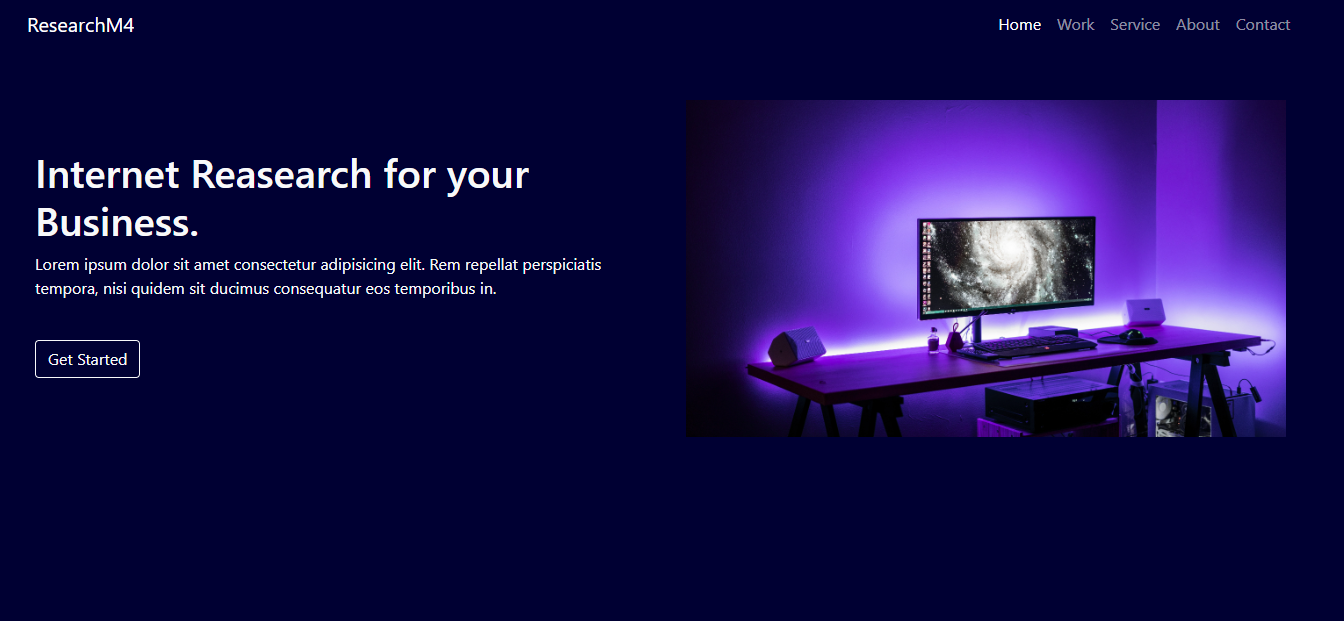 ResearchM4
Home Work Service About Contact
Internet Reasearch for your
Business.
Lorem ipsum dolor sit amet consectetur adipisicing elit. Rem repellat perspiciatis
tempora, nisi quidem sit ducimus consequatur eos temporibus in.
Get Started